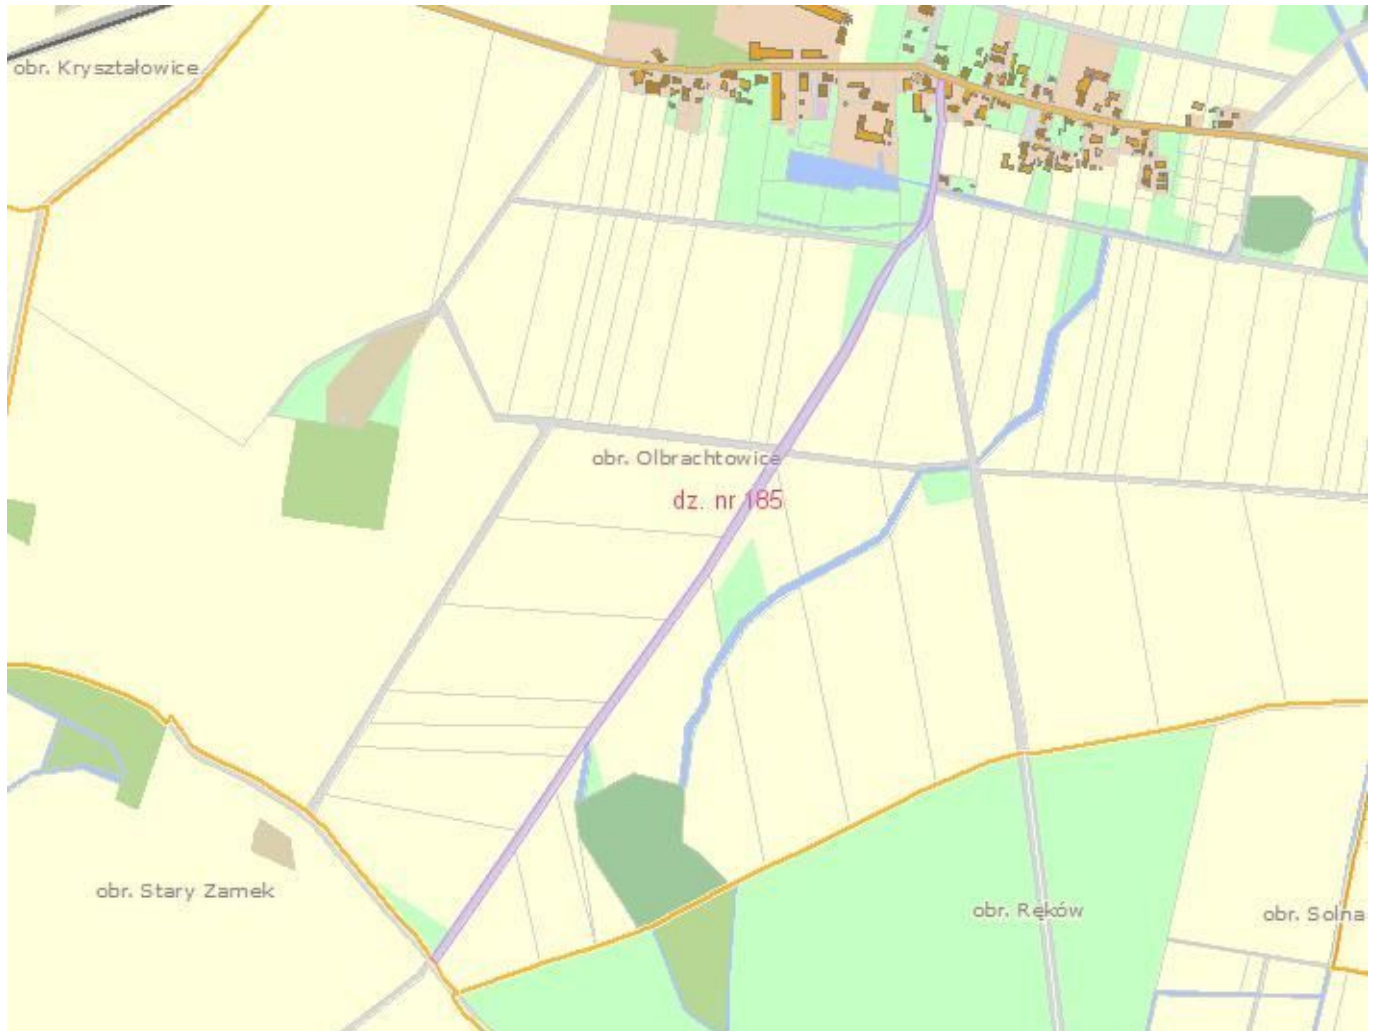 obr. Kryształowice
obr. Olbrachtowice
dz. nr 185
obr. Stary Zamek
obr. Ręków
obr. Solna